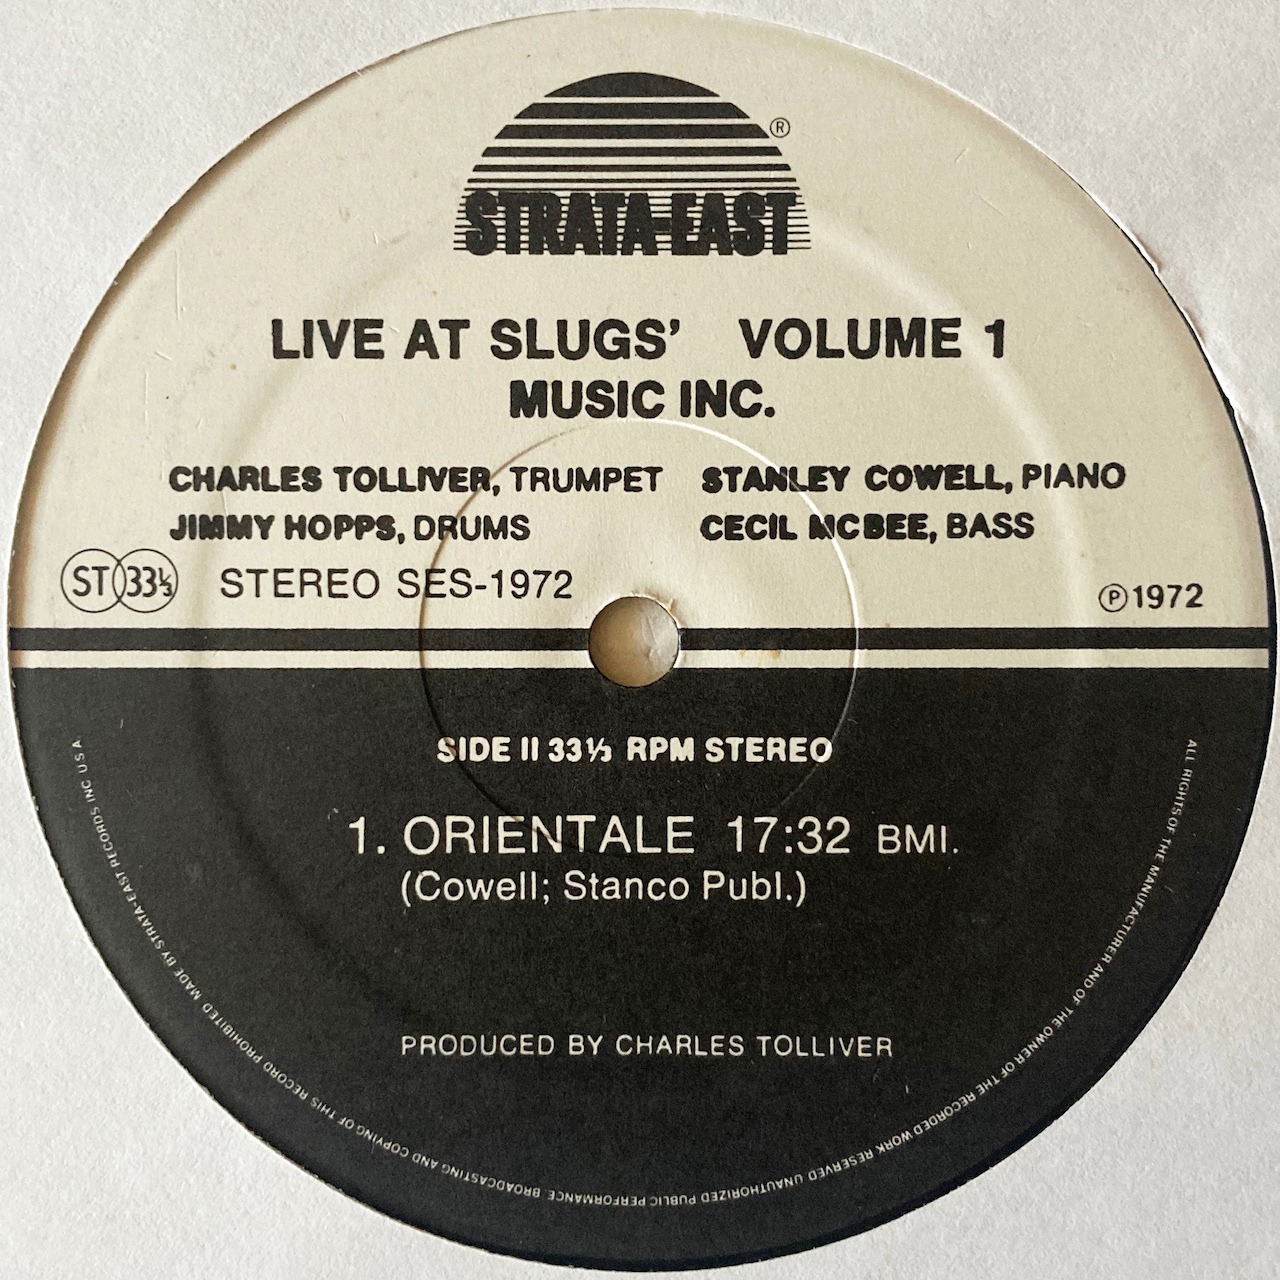 STRATA-EAST®
LIVE AT SLUGS' VOLUME 1
MUSIC INC.
CHARLES TOLLIVER, TRUMPET STANLEY COWELL, PIANO
JIMMY HOPPS, DRUMS CECIL MCBEE, BASS
ST 33⅓ STEREO SES-1972 ℗1972
SIDE II 33⅓ RPM STEREO
1. ORIENTALE 17:32 BMI.
(Cowell; Stanco Publ.)
PRODUCED BY CHARLES TOLLIVER
ALL RIGHTS OF THE MANUFACTURER AND OF THE OWNER OF THE RECORDED WORK RESERVED UNAUTHORIZED PUBLIC PERFORMANCE BROADCASTING AND COPYING OF THIS RECORD PROHIBITED MADE BY STRATA-EAST RECORDS INC U.S.A.